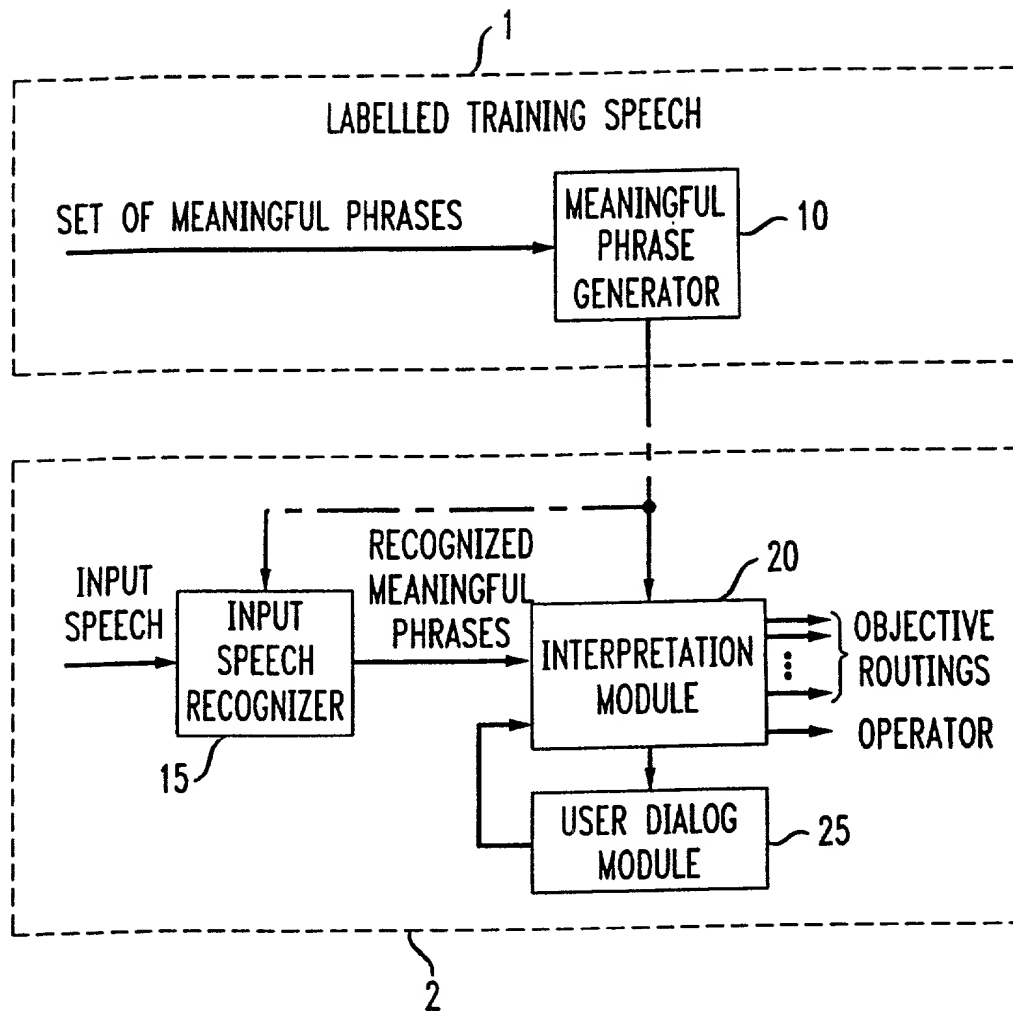 1
LABELLED TRAINING SPEECH
SET OF MEANINGFUL PHRASES
MEANINGFUL
PHRASE
GENERATOR
10
INPUT
SPEECH
INPUT
SPEECH
RECOGNIZER
15
RECOGNIZED
MEANINGFUL
PHRASES
20
INTERPRETATION
MODULE
OBJECTIVE
ROUTINGS
OPERATOR
USER DIALOG
MODULE
25
2